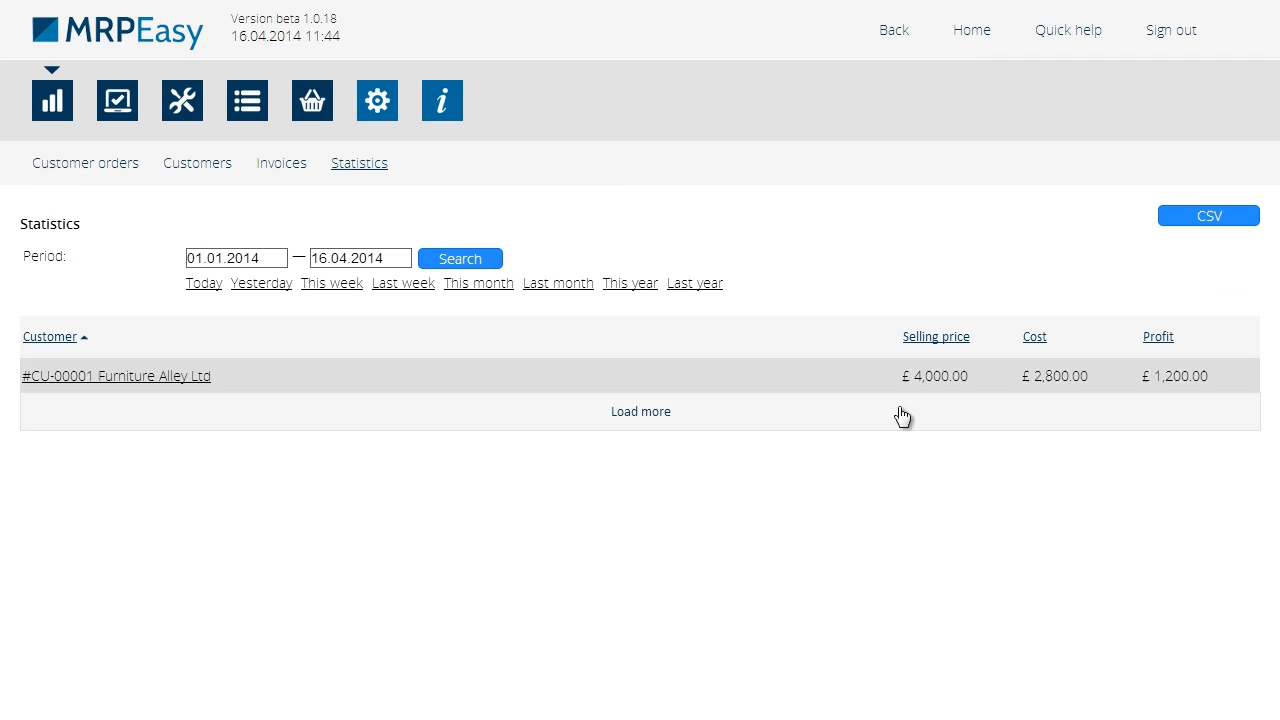 MRPEasy
Version beta 1.0.18
16.04.2014 11:44
Back Home Quick help Sign out
Customer orders Customers Invoices Statistics
Statistics
CSV
Period: 01.01.2014 — 16.04.2014 Search
Today Yesterday This week Last week This month Last month This year Last year
Customer Selling price Cost Profit
#CU-00001 Furniture Alley Ltd £ 4,000.00 £ 2,800.00 £ 1,200.00
Load more